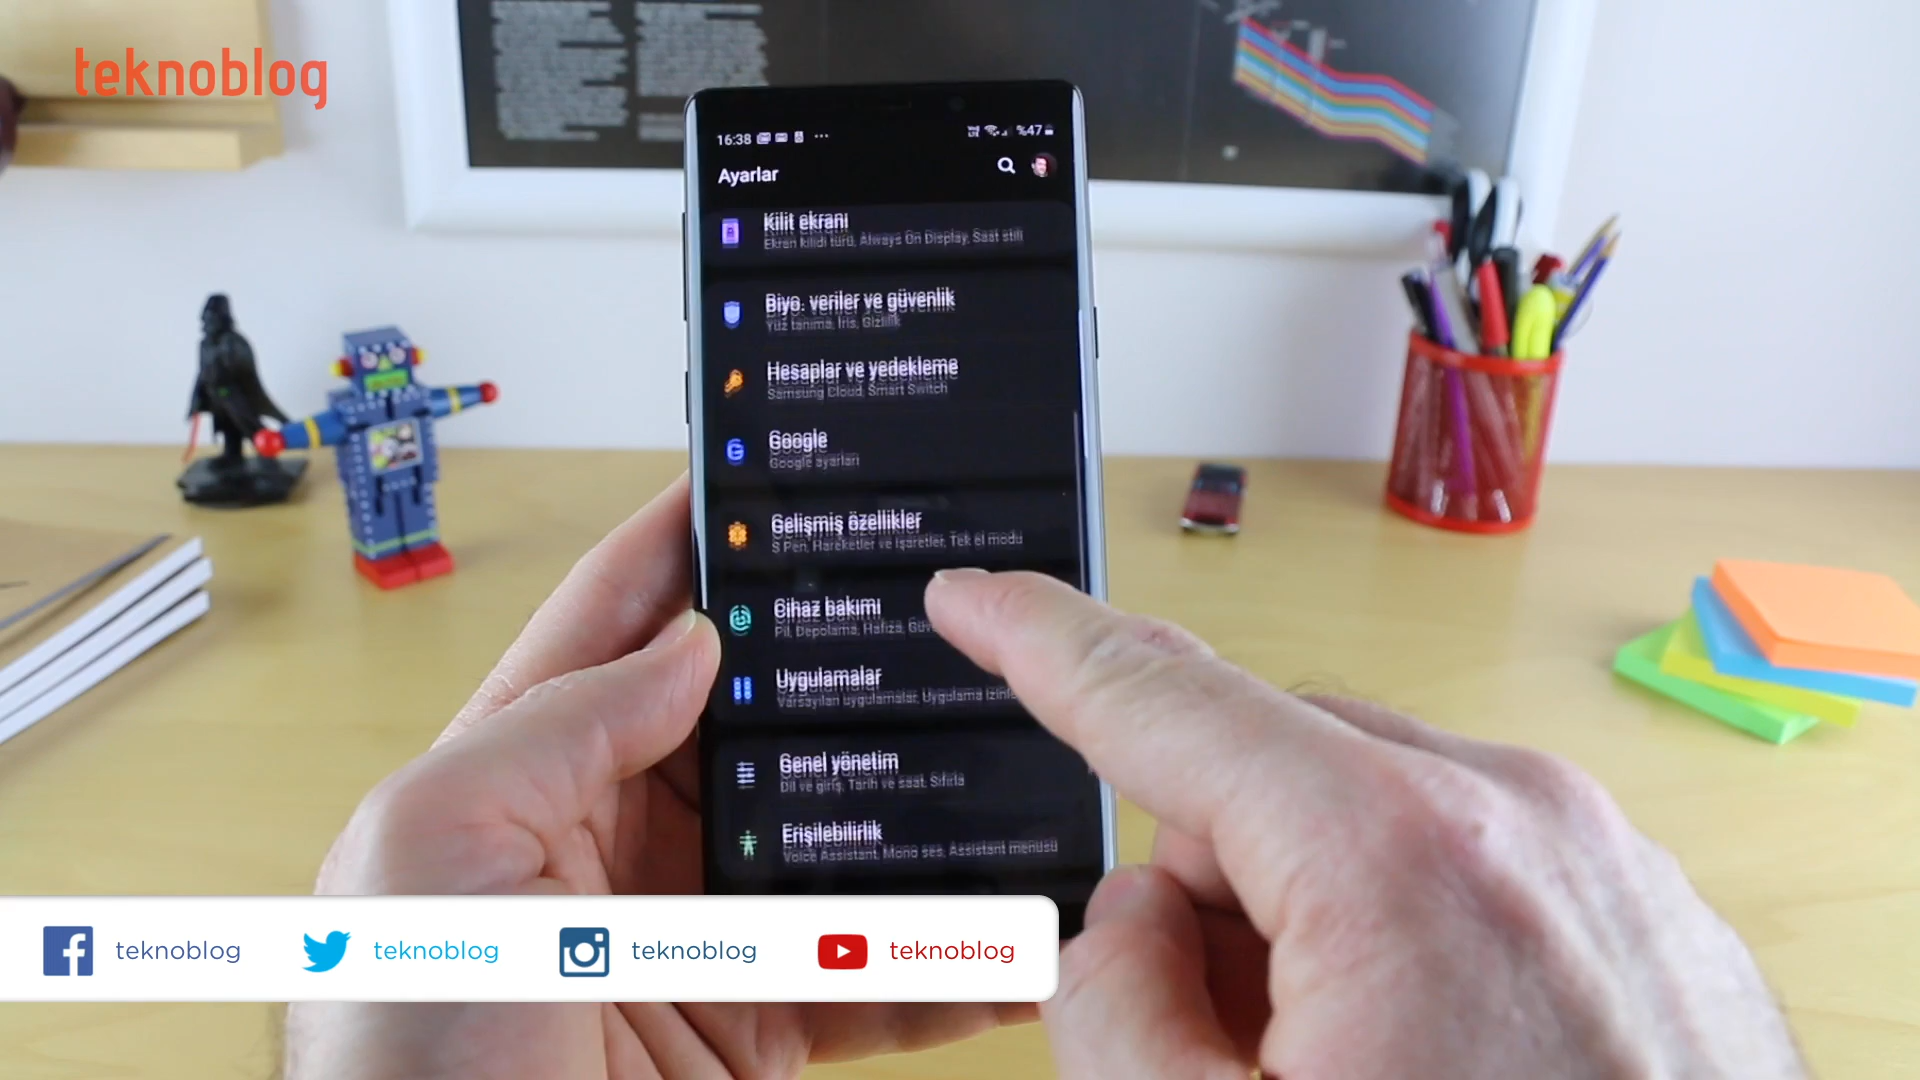 teknoblog
16:38
%47
Ayarlar
Kilit ekranı
Ekran kilidi türü, Always On Display, Saat stili
Biyo. veriler ve güvenlik
Yüz tanıma, İris, Gizlilik
Hesaplar ve yedekleme
Samsung Cloud, Smart Switch
Google
Google ayarları
Gelişmiş özellikler
S Pen, Hareketler ve işaretler, Tek el modu
Cihaz bakımı
Pil, Depolama, Hafıza,
Uygulamalar
Varsayılan uygulamalar, Uygulama
Genel yönetim
Dil ve giriş, Tarih ve saat, Sıfırla
Erişilebilirlik
Voice Assistant, Mono ses, Assistant menüsü
teknoblog
teknoblog
teknoblog
teknoblog